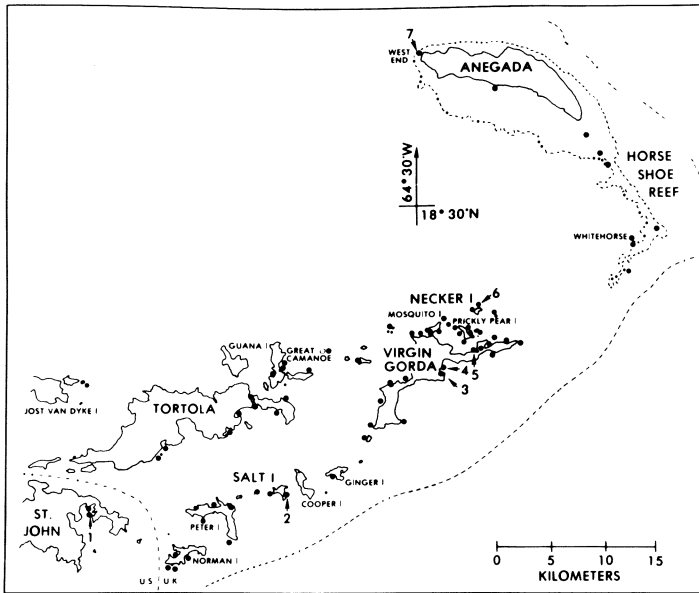 7
WEST
END
ANEGADA
64°30'W
18°30'N
HORSE
SHOE
REEF
WHITEHORSE
NECKER I
6
MOSQUITO I
PRICKLY PEAR I
GUANA I
GREAT
CAMANOE
VIRGIN
GORDA
5
4
3
JOST VAN DYKE I
TORTOLA
SALT I
GINGER I
COOPER I
2
ST.
JOHN
1
PETER I
NORMAN I
US UK
0 5 10 15
KILOMETERS